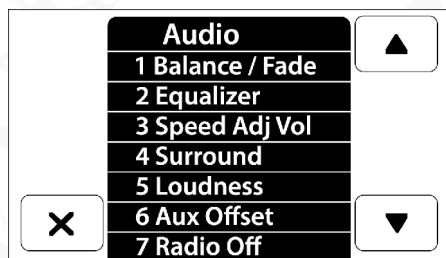 Audio
1 Balance / Fade
2 Equalizer
3 Speed Adj Vol
4 Surround
5 Loudness
6 Aux Offset
7 Radio Off